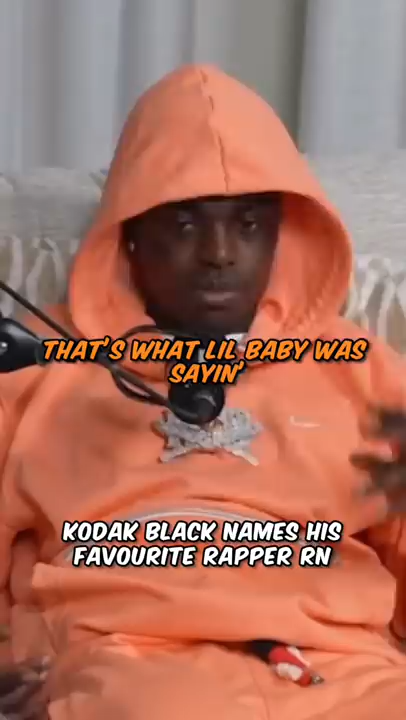 THAT'S WHAT LIL BABY WAS
SAYIN'
KODAK BLACK NAMES HIS
FAVOURITE RAPPER RN